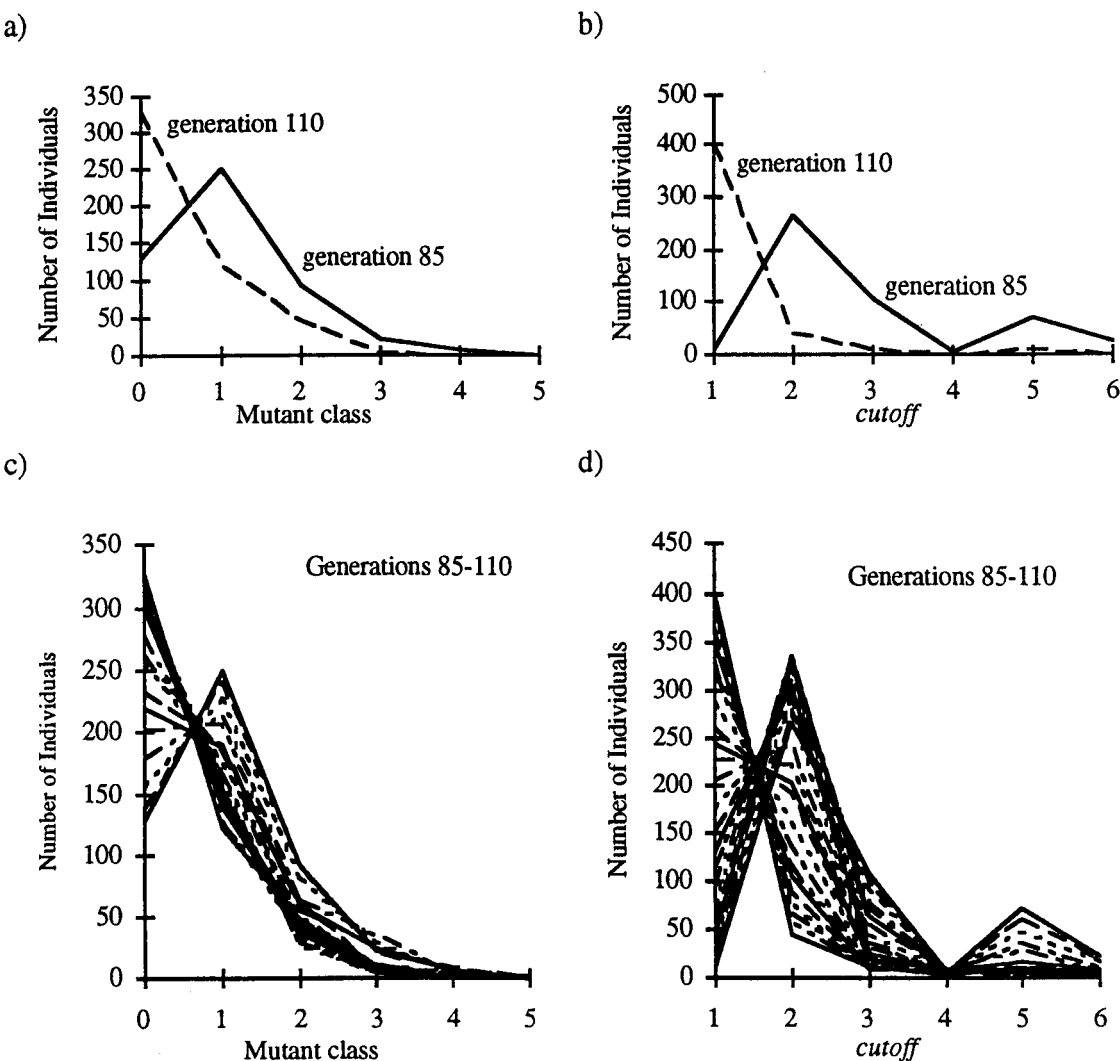 a)
Number of Individuals
350
300
250
200
150
100
50
0
generation 110
generation 85
0 1 2 3 4 5
Mutant class
b)
Number of Individuals
500
400
300
200
100
0
generation 110
generation 85
1 2 3 4 5 6
cutoff
c)
Number of Individuals
350
300
250
200
150
100
50
0
Generations 85-110
0 1 2 3 4 5
Mutant class
d)
Number of Individuals
450
400
350
300
250
200
150
100
50
0
Generations 85-110
1 2 3 4 5 6
cutoff